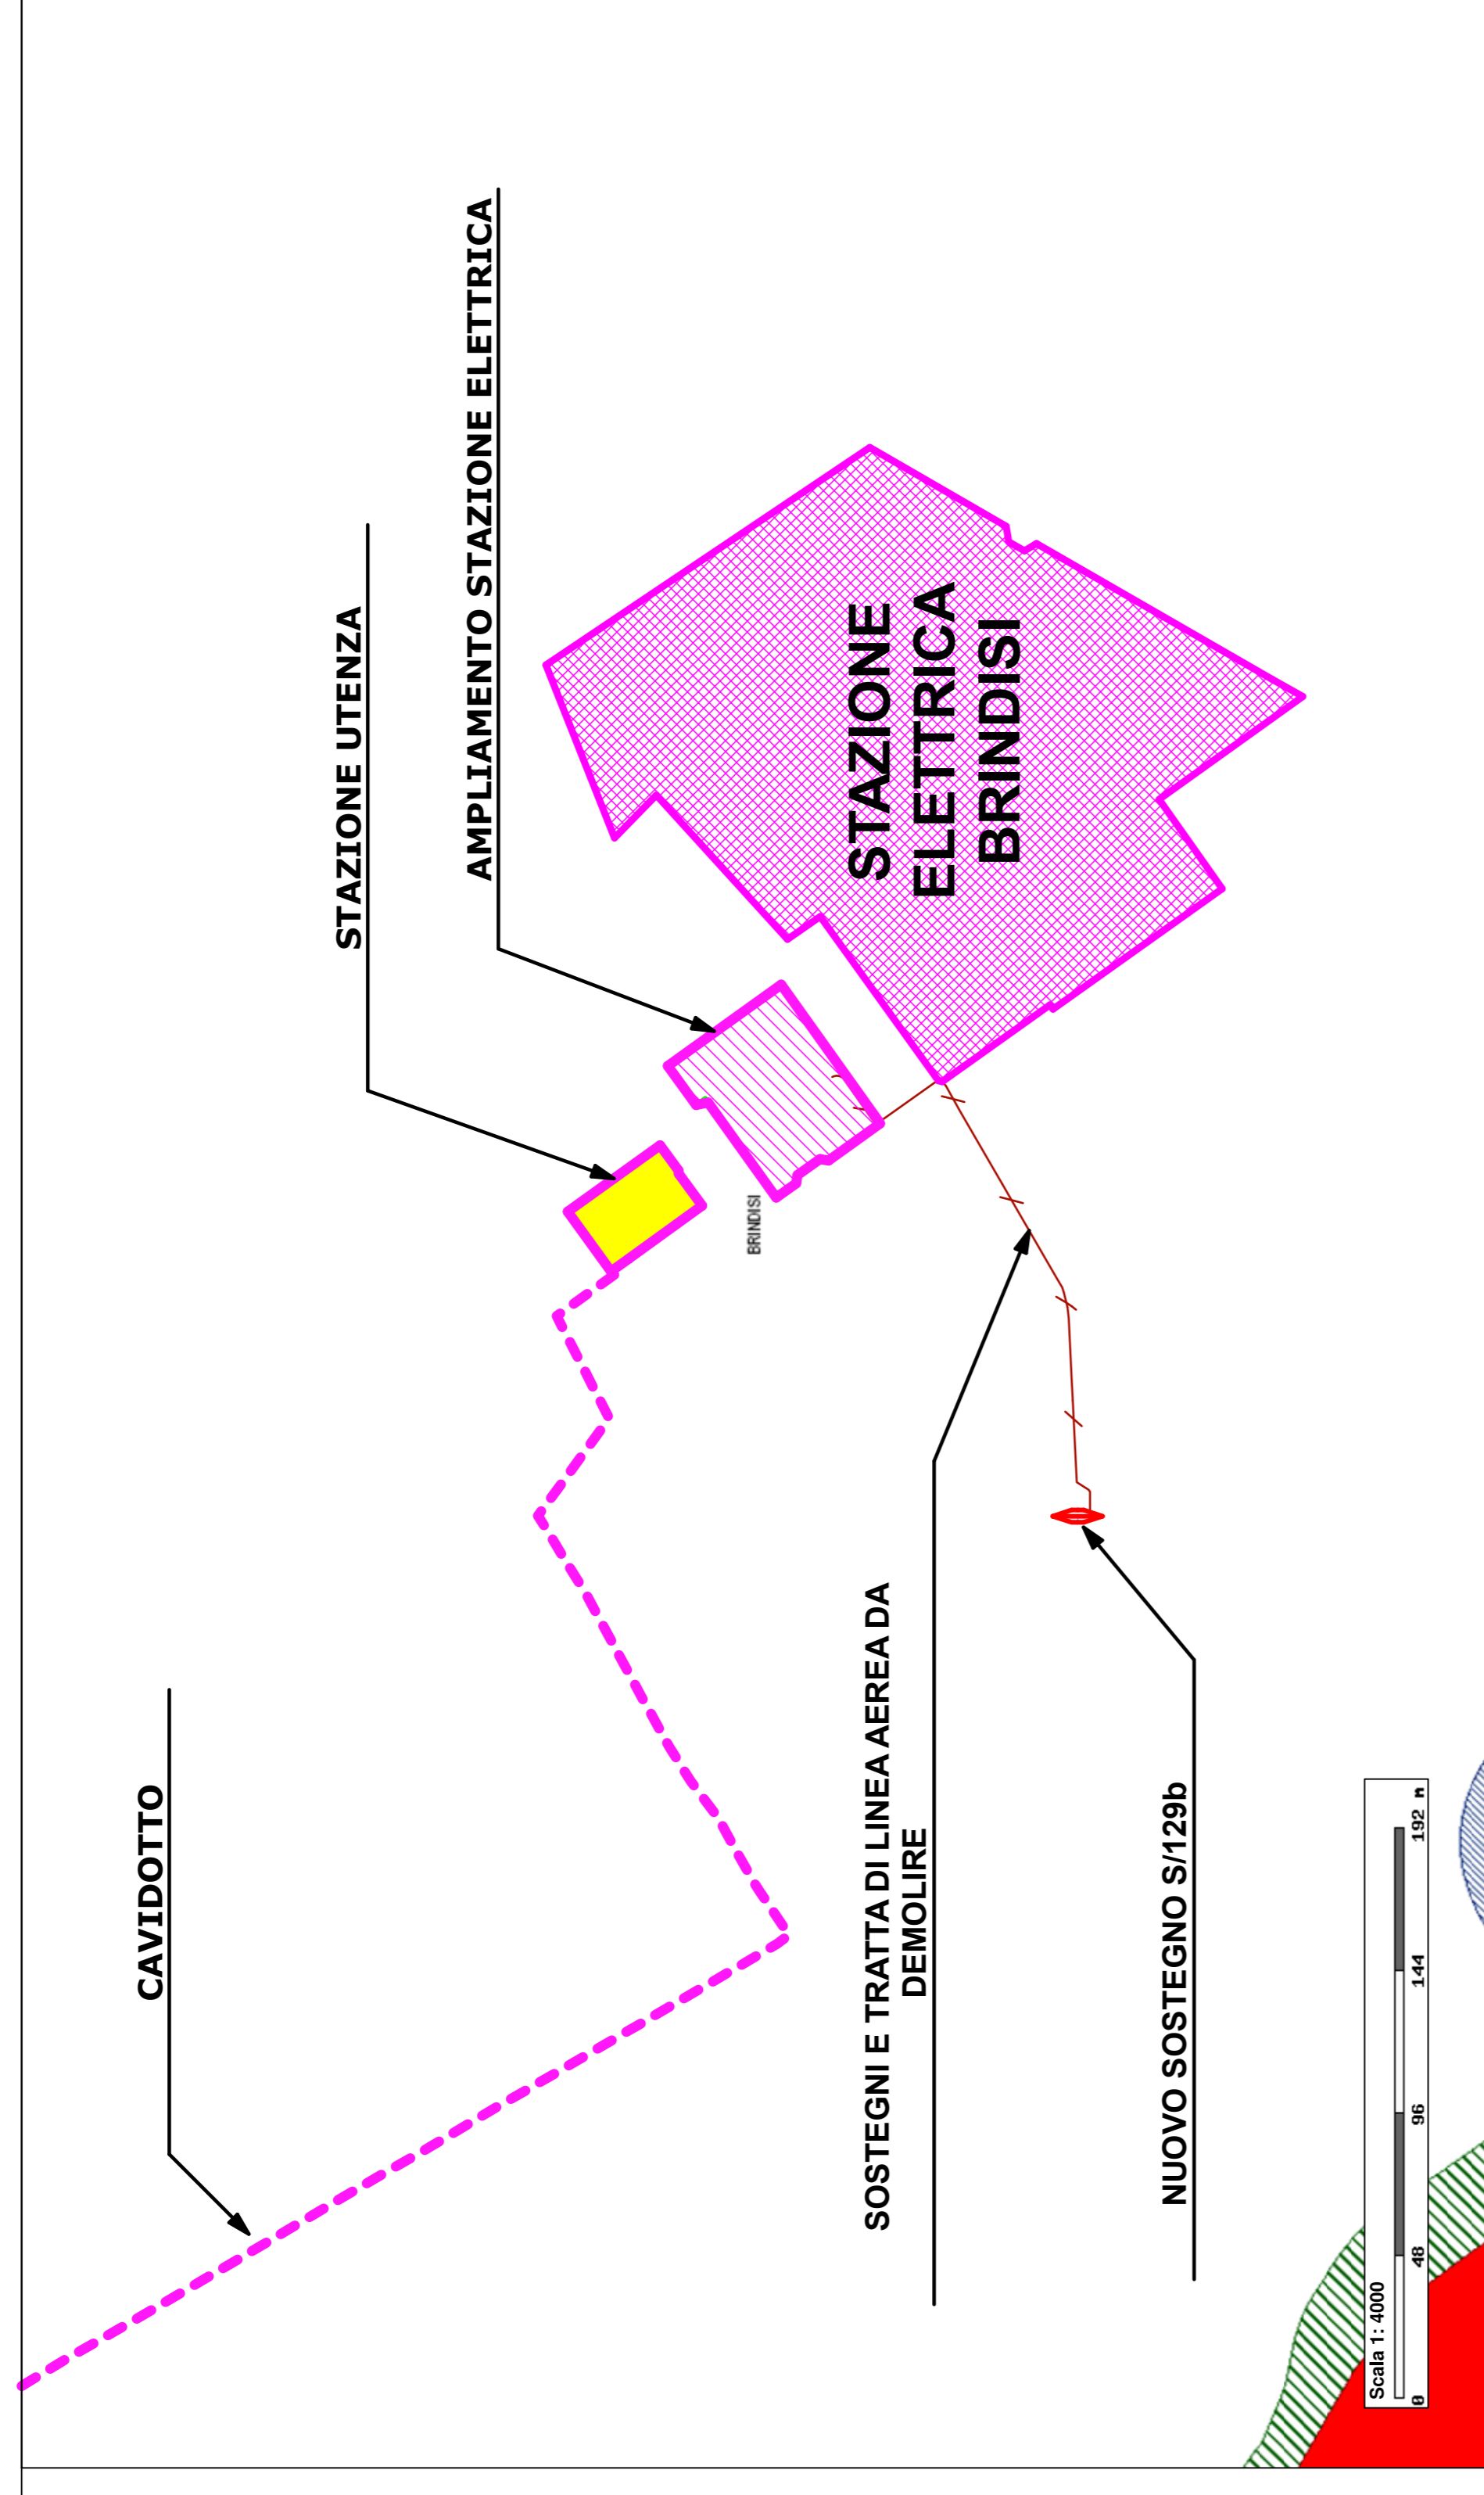 STAZIONE UTENZA
AMPLIAMENTO STAZIONE ELETTRICA
STAZIONE
ELETTRICA
BRINDISI
BRINDISI
CAVIDOTTO
SOSTEGNI E TRATTA DI LINEA AEREA DA
DEMOLIRE
NUOVO SOSTEGNO S/129b
Scala 1: 4000
0 48 96 144 192 m